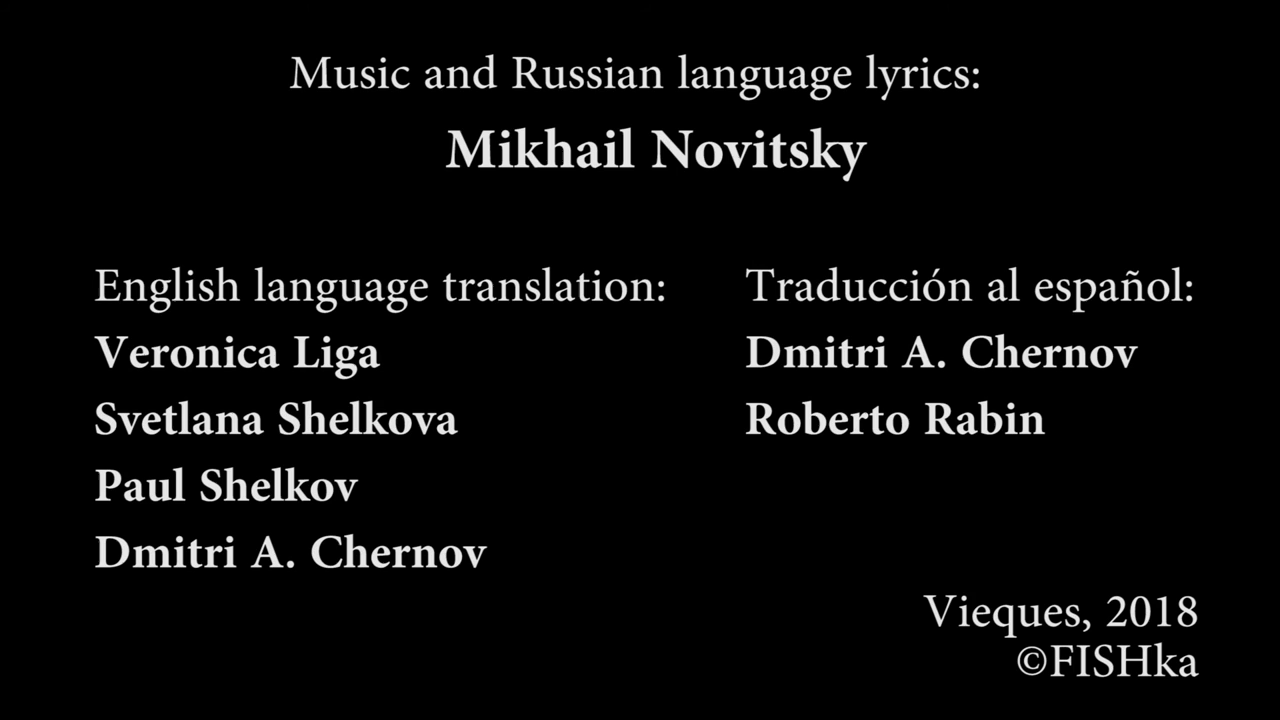 Music and Russian language lyrics:
Mikhail Novitsky
English language translation:
Veronica Liga
Svetlana Shelkova
Paul Shelkov
Dmitri A. Chernov
Traducción al español:
Dmitri A. Chernov
Roberto Rabin
Vieques, 2018
©FISHka